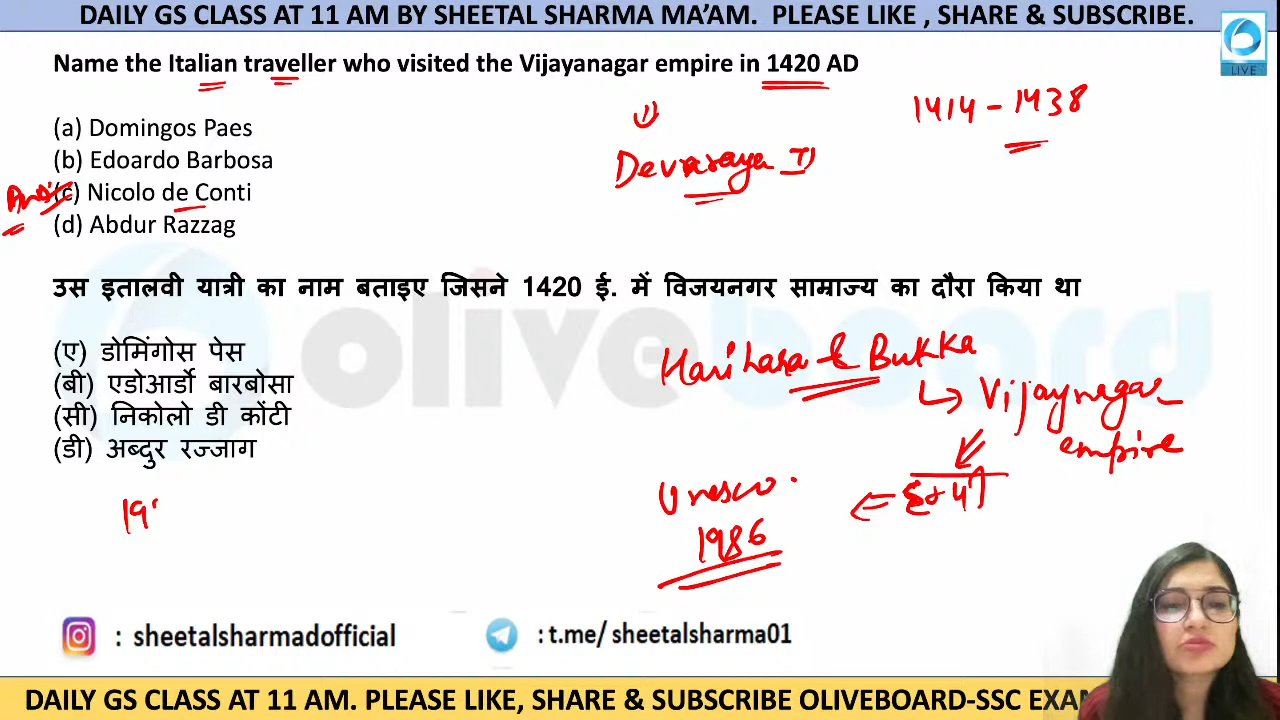 DAILY GS CLASS AT 11 AM BY SHEETAL SHARMA MA’AM. PLEASE LIKE , SHARE & SUBSCRIBE.
LIVE
Name the Italian traveller who visited the Vijayanagar empire in 1420 AD
1414 - 1438
(a) Domingos Paes
Devaraya I
(b) Edoardo Barbosa
(c) Nicolo de Conti
(d) Abdur Razzag
उस इतालवी यात्री का नाम बताइए जिसने 1420 ई. में विजयनगर साम्राज्य का दौरा किया था
oliveboard
(ए) डोमिंगोस पेस
Harihara & Bukka
(बी) एडोआर्डो बारबोसा
Vijaynagar
(सी) निकोलो डी कोंटी
empire
(डी) अब्दुर रज्जाग
Unesco.
19
1986
: sheetalsharmadofficial
: t.me/ sheetalsharma01
DAILY GS CLASS AT 11 AM. PLEASE LIKE, SHARE & SUBSCRIBE OLIVEBOARD-SSC EXA